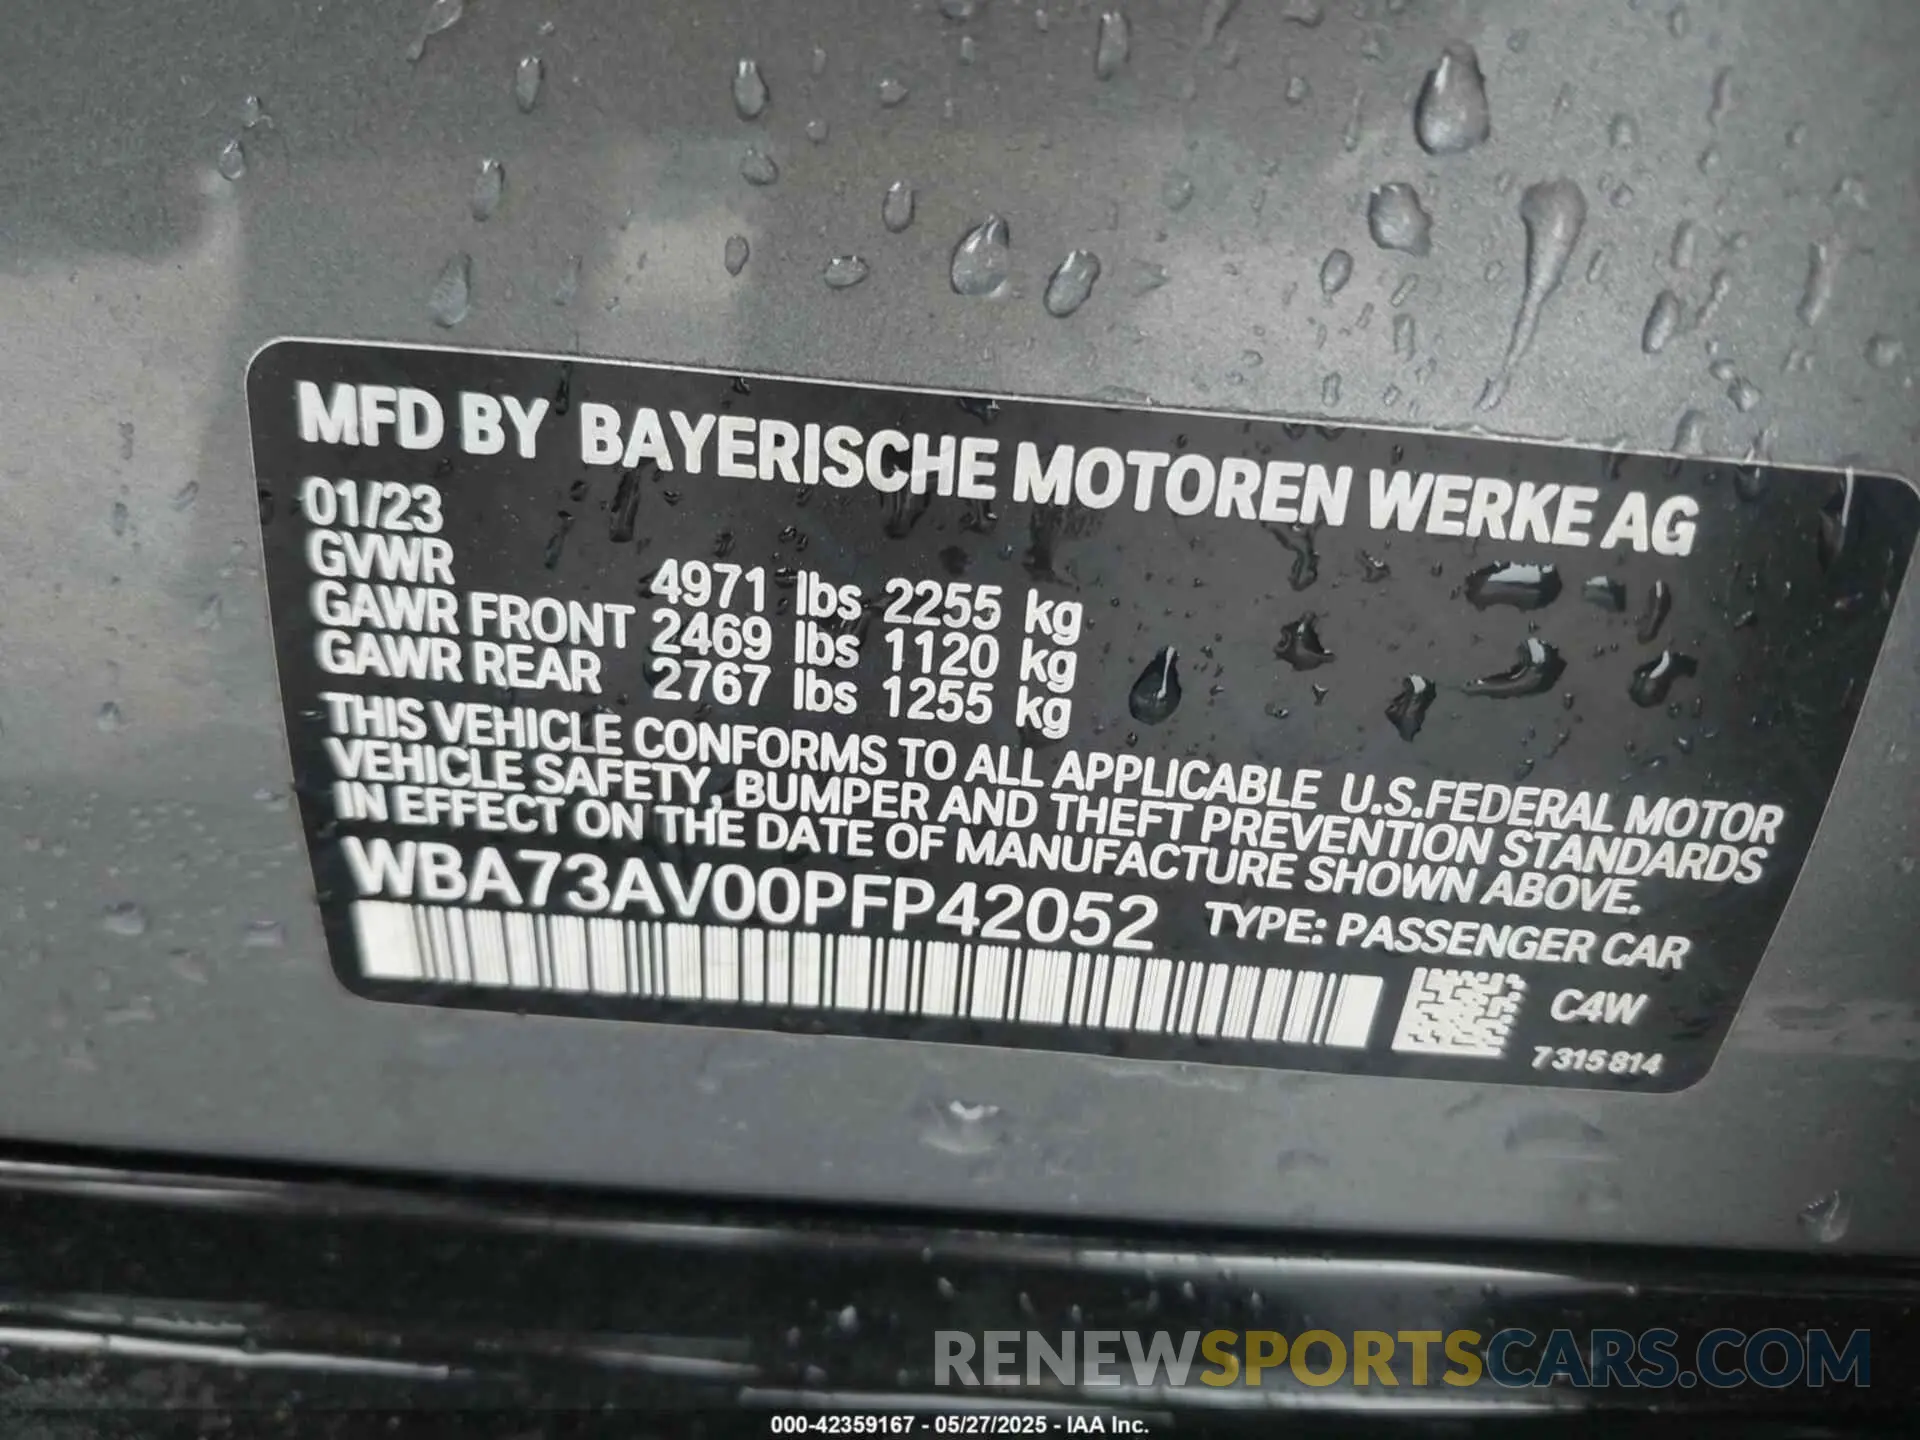 MFD BY BAYERISCHE MOTOREN WERKE AG
01/23
GVWR 4971 lbs 2255 kg
GAWR FRONT 2469 lbs 1120 kg
GAWR REAR 2767 lbs 1255 kg
THIS VEHICLE CONFORMS TO ALL APPLICABLE U.S.FEDERAL MOTOR
VEHICLE SAFETY, BUMPER AND THEFT PREVENTION STANDARDS
IN EFFECT ON THE DATE OF MANUFACTURE SHOWN ABOVE.
WBA73AV00PFP42052 TYPE: PASSENGER CAR
C4W
7315814
RENEWSPORTSCARS.COM
000-42359167 - 05/27/2025 - IAA Inc.